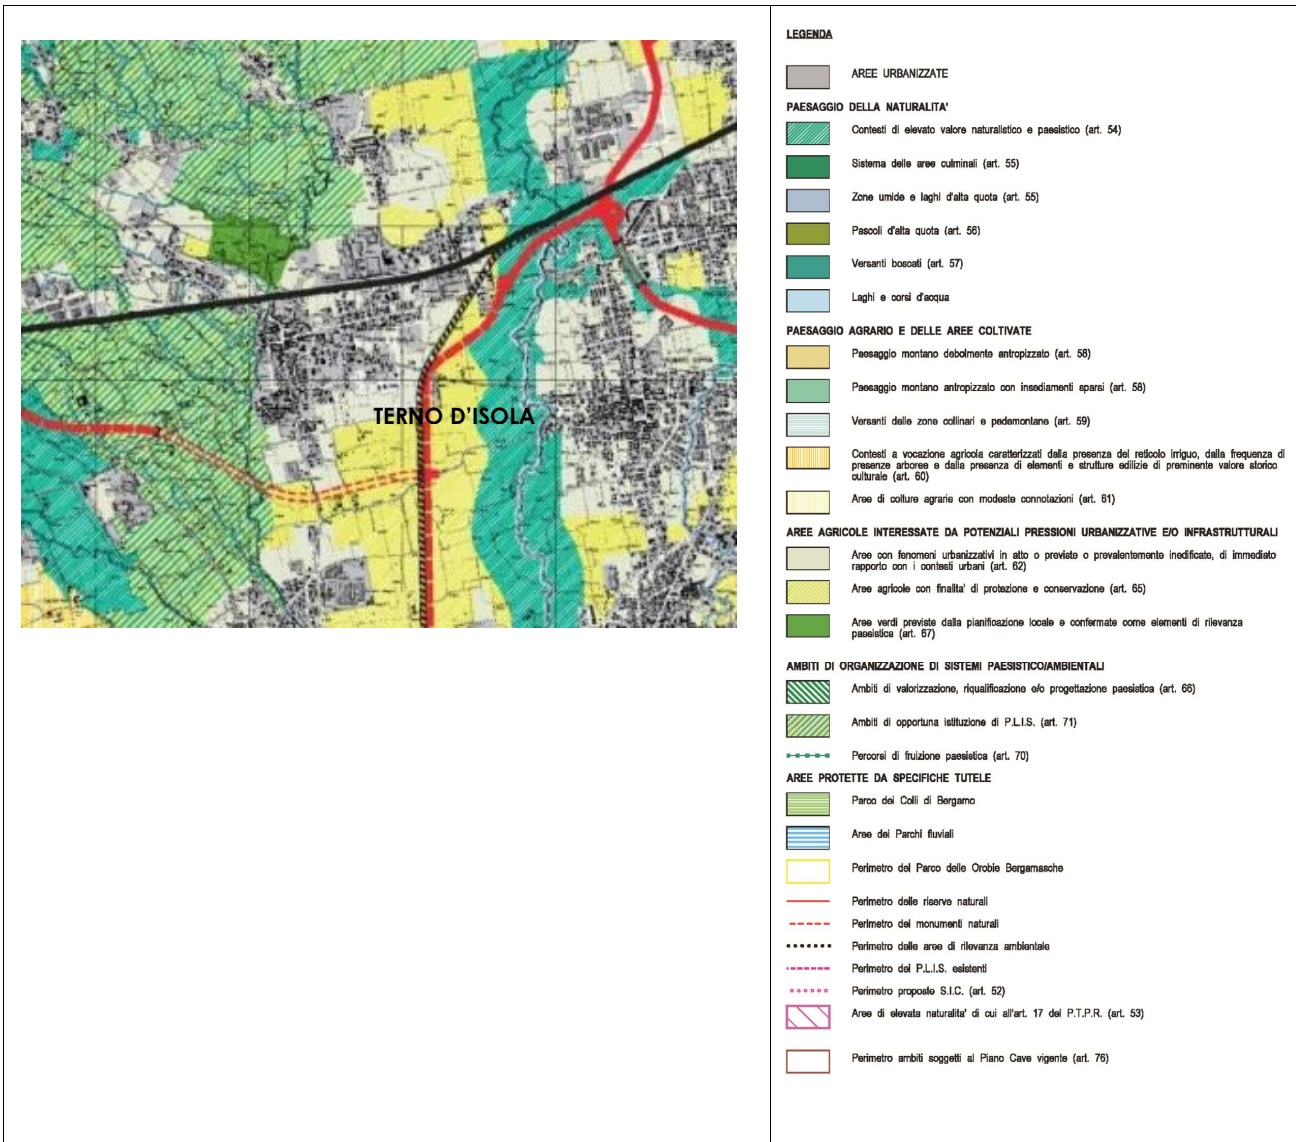 TERNO D'ISOLA
LEGENDA
AREE URBANIZZATE
PAESAGGIO DELLA NATURALITA'
Contesti di elevato valore naturalistico e paesistico (art. 54)
Sistema delle aree culminali (art. 55)
Zone umide e laghi d'alta quota (art. 55)
Pascoli d'alta quota (art. 56)
Versanti boscati (art. 57)
Laghi e corsi d'acqua
PAESAGGIO AGRARIO E DELLE AREE COLTIVATE
Paesaggio montano debolmente antropizzato (art. 58)
Paesaggio montano antropizzato con insediamenti sparsi (art. 58)
Versanti delle zone collinari e pedemontane (art. 59)
Contesti a vocazione agricola caratterizzati dalla presenza del reticolo irriguo, dalla frequenza di
presenze arboree e dalla presenza di elementi e strutture edilizie di preminente valore storico
culturale (art. 60)
Aree di colture agrarie con modeste connotazioni (art. 61)
AREE AGRICOLE INTERESSATE DA POTENZIALI PRESSIONI URBANIZZATIVE E/O INFRASTRUTTURALI
Aree con fenomeni urbanizzativi in atto o previste o prevalentemente inedificate, di immediato
rapporto con i contesti urbani (art. 62)
Aree agricole con finalita' di protezione e conservazione (art. 65)
Aree verdi previste dalla pianificazione locale e confermate come elementi di rilevanza
paesistica (art. 67)
AMBITI DI ORGANIZZAZIONE DI SISTEMI PAESISTICO/AMBIENTALI
Ambiti di valorizzazione, riqualificazione e/o progettazione paesistica (art. 66)
Ambiti di opportuna istituzione di P.L.I.S. (art. 71)
Percorsi di fruizione paesistica (art. 70)
AREE PROTETTE DA SPECIFICHE TUTELE
Parco dei Colli di Bergamo
Aree dei Parchi fluviali
Perimetro del Parco delle Orobie Bergamasche
Perimetro delle riserve naturali
Perimetro dei monumenti naturali
Perimetro delle aree di rilevanza ambientale
Perimetro dei P.L.I.S. esistenti
Perimetro proposte S.I.C. (art. 52)
Aree di elevata naturalita' di cui all'art. 17 del P.T.P.R. (art. 53)
Perimetro ambiti soggetti al Piano Cave vigente (art. 76)